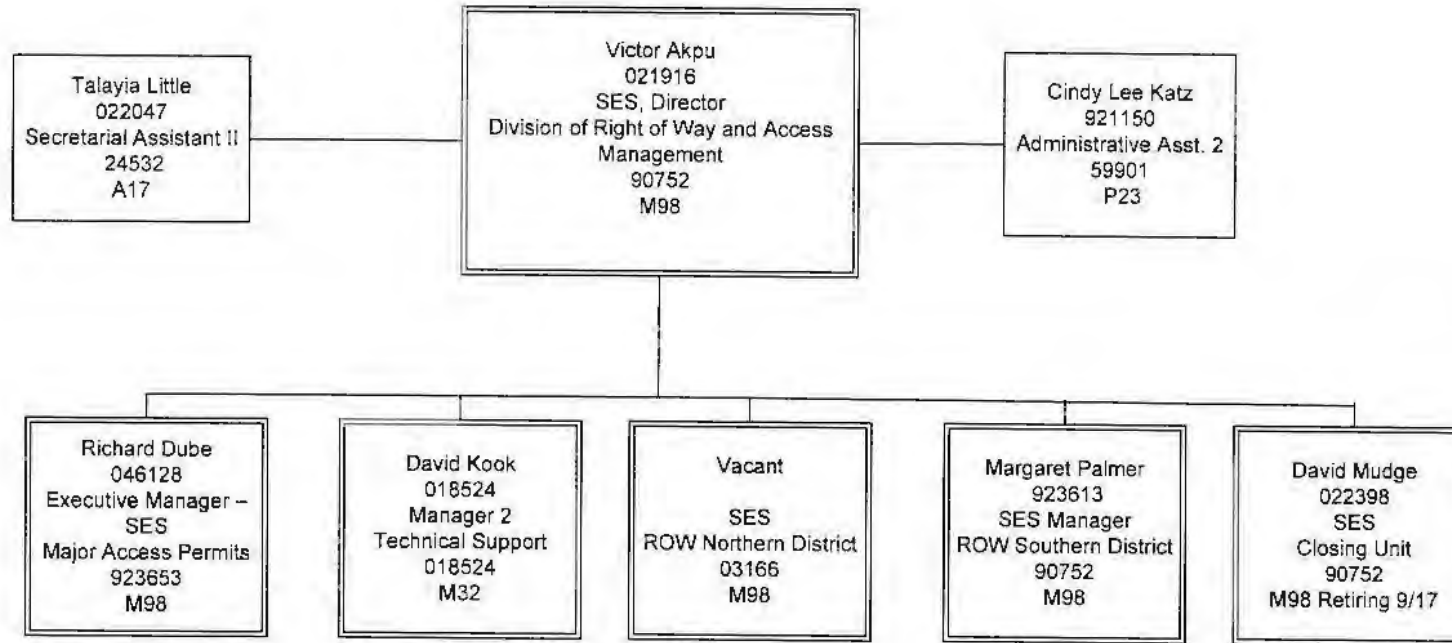 Talayia Little
022047
Secretarial Assistant II
24532
A17
Victor Akpu
021916
SES, Director
Division of Right of Way and Access
Management
90752
M98
Cindy Lee Katz
921150
Administrative Asst. 2
59901
P23
Richard Dube
046128
Executive Manager –
SES
Major Access Permits
923653
M98
David Kook
018524
Manager 2
Technical Support
018524
M32
Vacant
SES
ROW Northern District
03166
M98
Margaret Palmer
923613
SES Manager
ROW Southern District
90752
M98
David Mudge
022398
SES
Closing Unit
90752
M98 Retiring 9/17